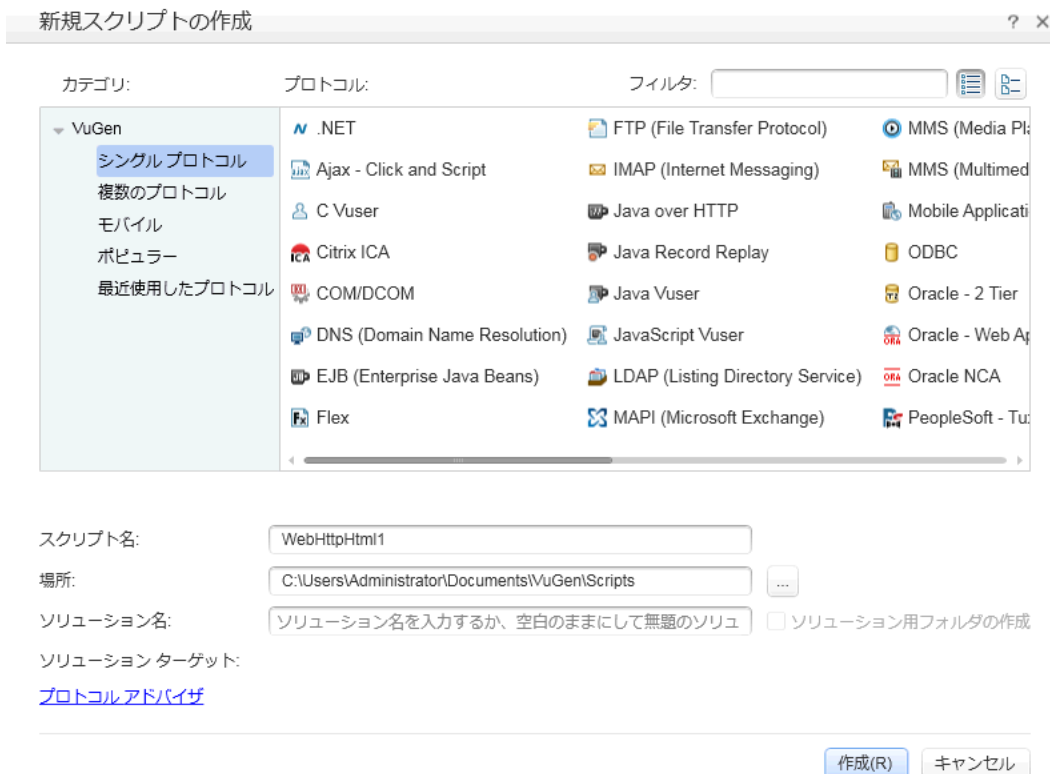 新規スクリプトの作成
? ×
カテゴリ:
プロトコル:
フィルタ:
VuGen
シングル プロトコル
複数のプロトコル
モバイル
ポピュラー
最近使用したプロトコル
.NET
Ajax - Click and Script
C Vuser
Citrix ICA
COM/DCOM
DNS (Domain Name Resolution)
EJB (Enterprise Java Beans)
Flex
FTP (File Transfer Protocol)
IMAP (Internet Messaging)
Java over HTTP
Java Record Replay
Java Vuser
JavaScript Vuser
LDAP (Listing Directory Service)
MAPI (Microsoft Exchange)
MMS (Media
MMS (Multimed
Mobile Applicati
ODBC
Oracle - 2 Tier
Oracle - Web
Oracle NCA
PeopleSoft -
スクリプト名: WebHttpHtml1
場所: C:\Users\Administrator\Documents\VuGen\Scripts ...
ソリューション名: ソリューション名を入力するか、空白のままにして無題のソリュ ソリューション用フォルダの作成
ソリューション ターゲット:
プロトコル アドバイザ
作成(R) キャンセル